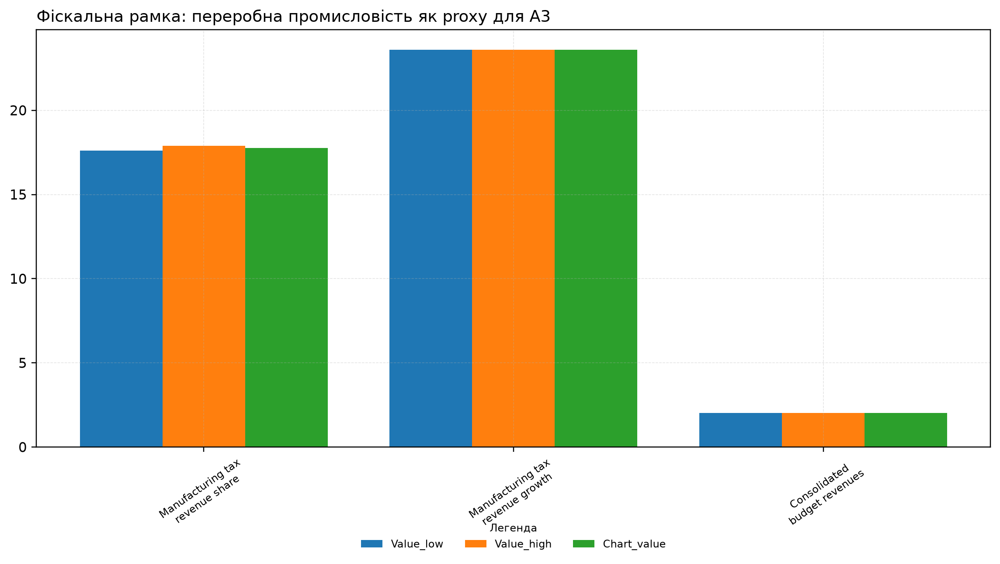 Фіскальна рамка: переробна промисловість як proxy для А3
20
15
10
5
0
Manufacturing tax
revenue share
Manufacturing tax
revenue growth
Consolidated
budget revenues
Легенда
Value_low
Value_high
Chart_value